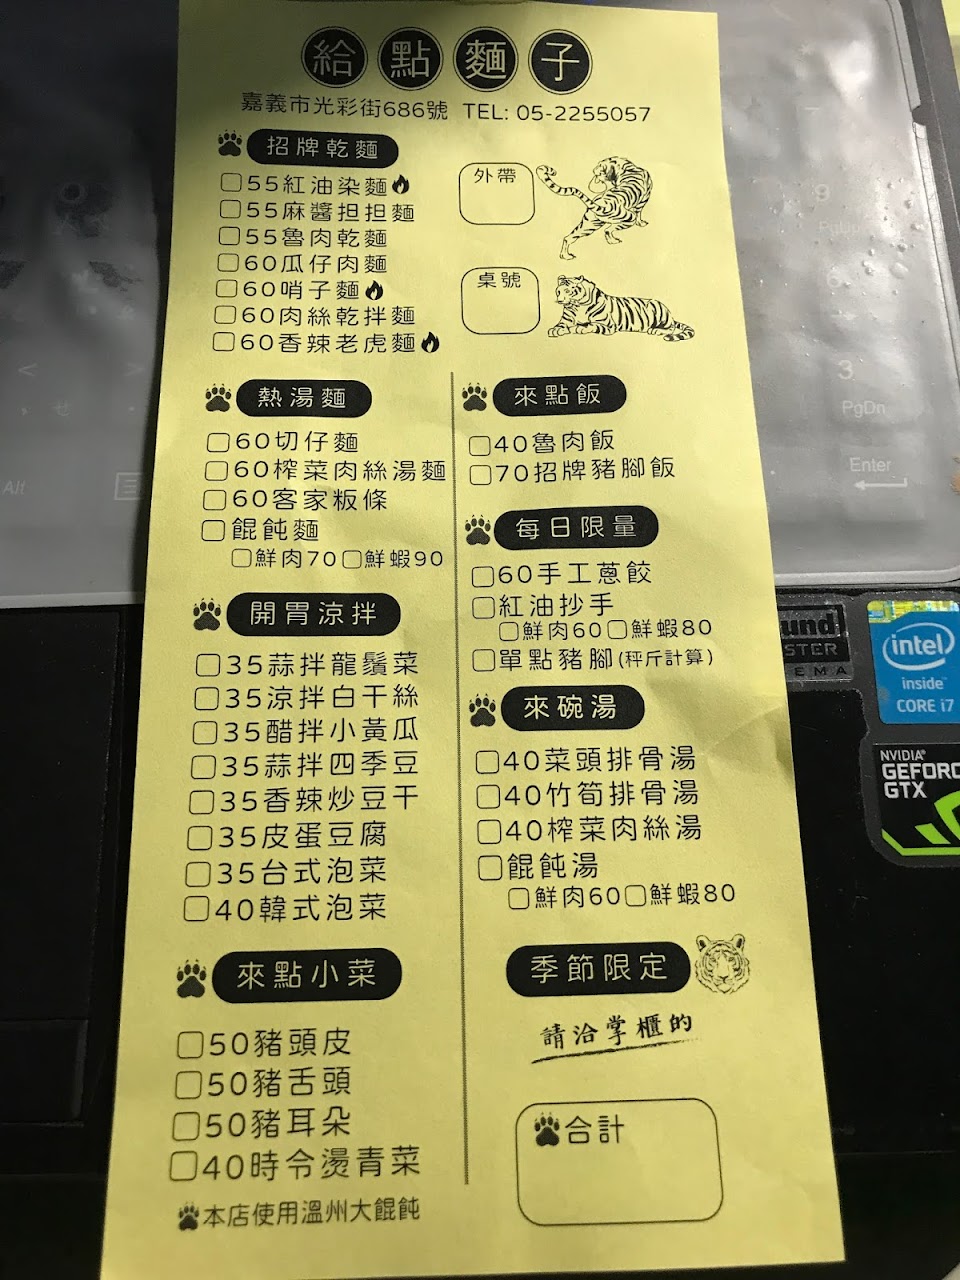 給點麵子
嘉義市光彩街686號 TEL: 05-2255057
招牌乾麵
55紅油染麵
55麻醬担担麵
55魯肉乾麵
60瓜仔肉麵
60哨子麵
60肉絲乾拌麵
60香辣老虎麵
外帶
桌號
熱湯麵
60切仔麵
60榨菜肉絲湯麵
60客家粄條
餛飩麵
鮮肉70 鮮蝦90
開胃涼拌
35蒜拌龍鬚菜
35涼拌白干絲
35醋拌小黃瓜
35蒜拌四季豆
35香辣炒豆干
35皮蛋豆腐
35台式泡菜
40韓式泡菜
來點小菜
50豬頭皮
50豬舌頭
50豬耳朵
40時令燙青菜
本店使用溫州大餛飩
來點飯
40魯肉飯
70招牌豬腳飯
每日限量
60手工蔥餃
紅油抄手
鮮肉60 鮮蝦80
單點豬腳(秤斤計算)
來碗湯
40菜頭排骨湯
40竹筍排骨湯
40榨菜肉絲湯
餛飩湯
鮮肉60 鮮蝦80
季節限定
請洽掌櫃的
合計
9
PgUp
3
PgDn
Enter
Alt
intel
inside
CORE i7
NVIDIA
GEFORC
GTX